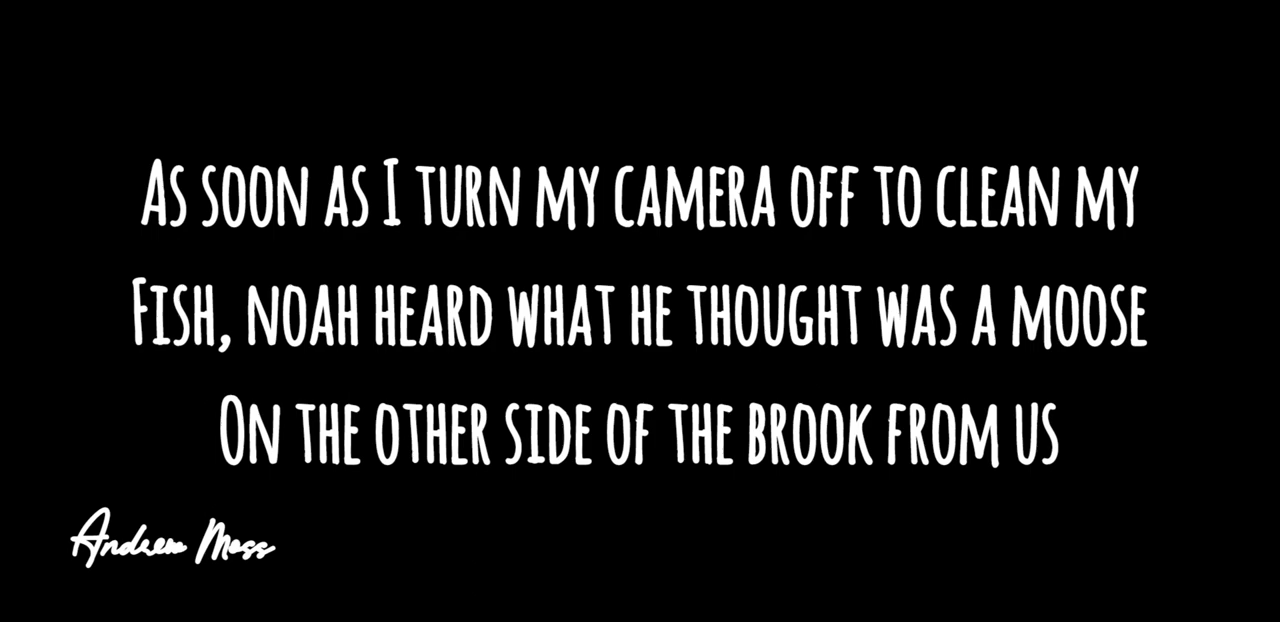 As soon as I turn my camera off to clean my
Fish, noah heard what he thought was a moose
On the other side of the brook from us
Andrew Moss